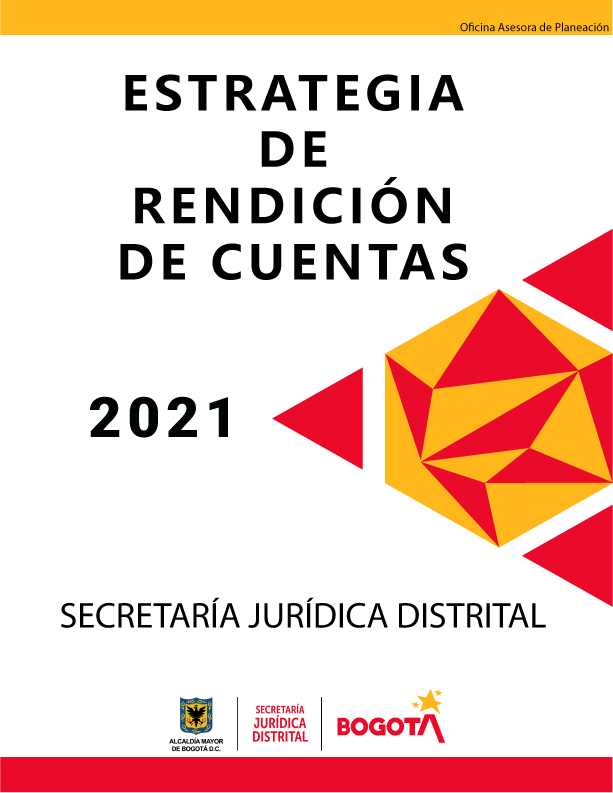 Oficina Asesora de Planeación
ESTRATEGIA
DE
RENDICIÓN
DE CUENTAS
2021
SECRETARÍA JURÍDICA DISTRITAL
ALCALDÍA MAYOR
DE BOGOTÁ D.C.
SECRETARÍA
JURÍDICA
DISTRITAL
BOGOTÁ